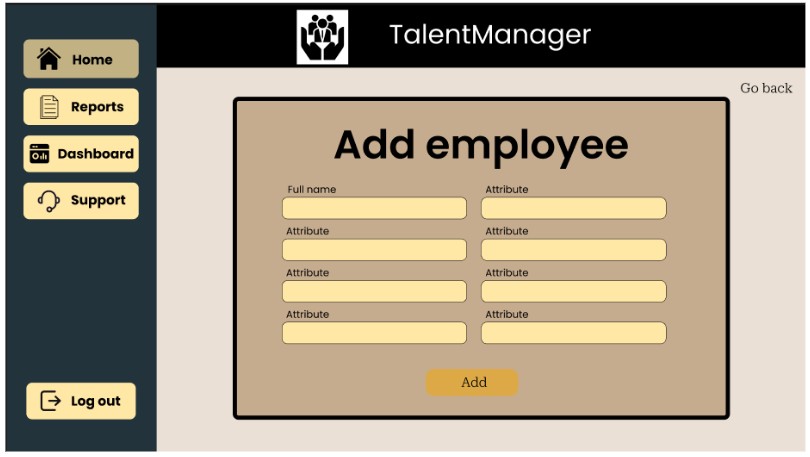 TalentManager
Home
Reports
Dashboard
Support
Log out
Go back
Add employee
Full name
Attribute
Attribute
Attribute
Attribute
Attribute
Attribute
Attribute
Add